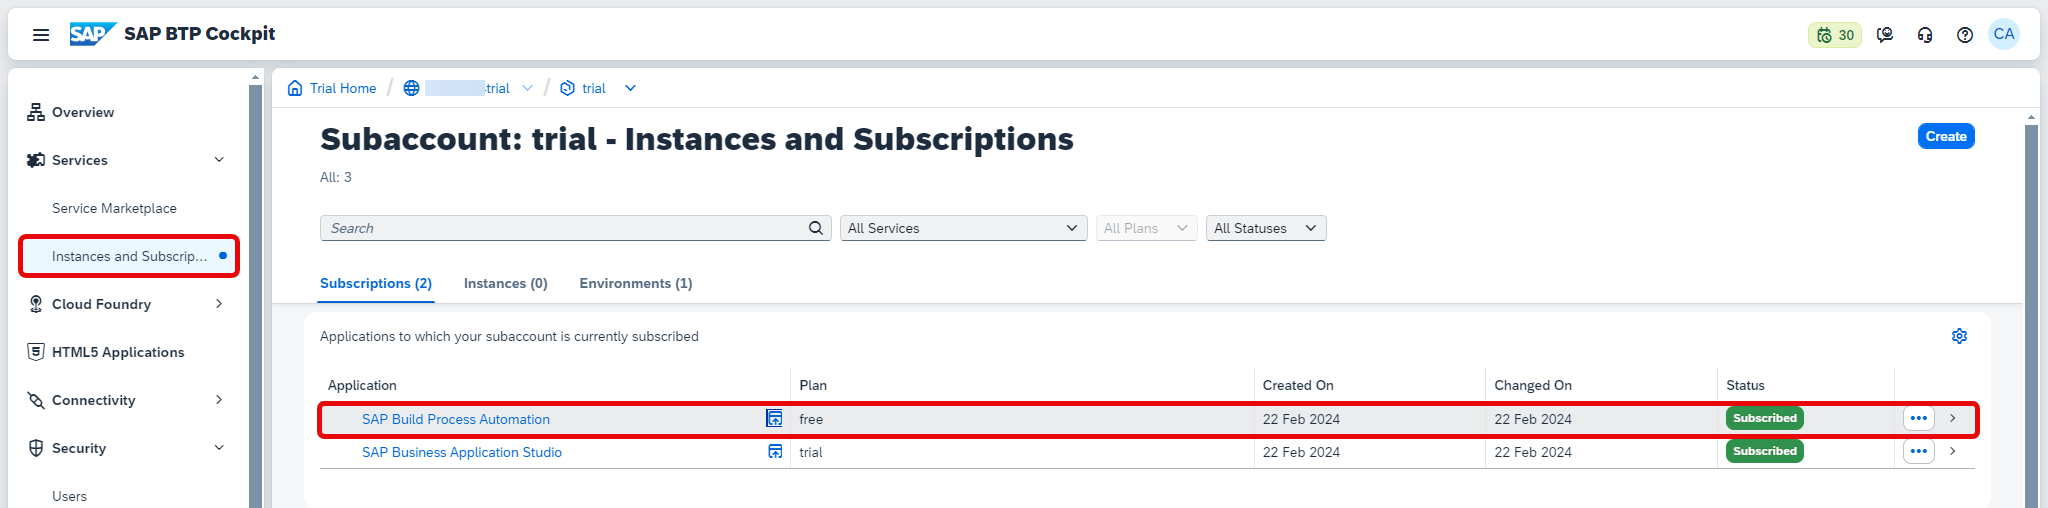 SAP SAP BTP Cockpit 30 CA
Overview
Services
Service Marketplace
Instances and Subscrip...
Cloud Foundry
HTML5 Applications
Connectivity
Security
Users
Trial Home / trial / trial
Subaccount: trial - Instances and Subscriptions
Create
All: 3
Search All Services All Plans All Statuses
Subscriptions (2) Instances (0) Environments (1)
Applications to which your subaccount is currently subscribed
Application Plan Created On Changed On Status
SAP Build Process Automation free 22 Feb 2024 22 Feb 2024 Subscribed
SAP Business Application Studio trial 22 Feb 2024 22 Feb 2024 Subscribed